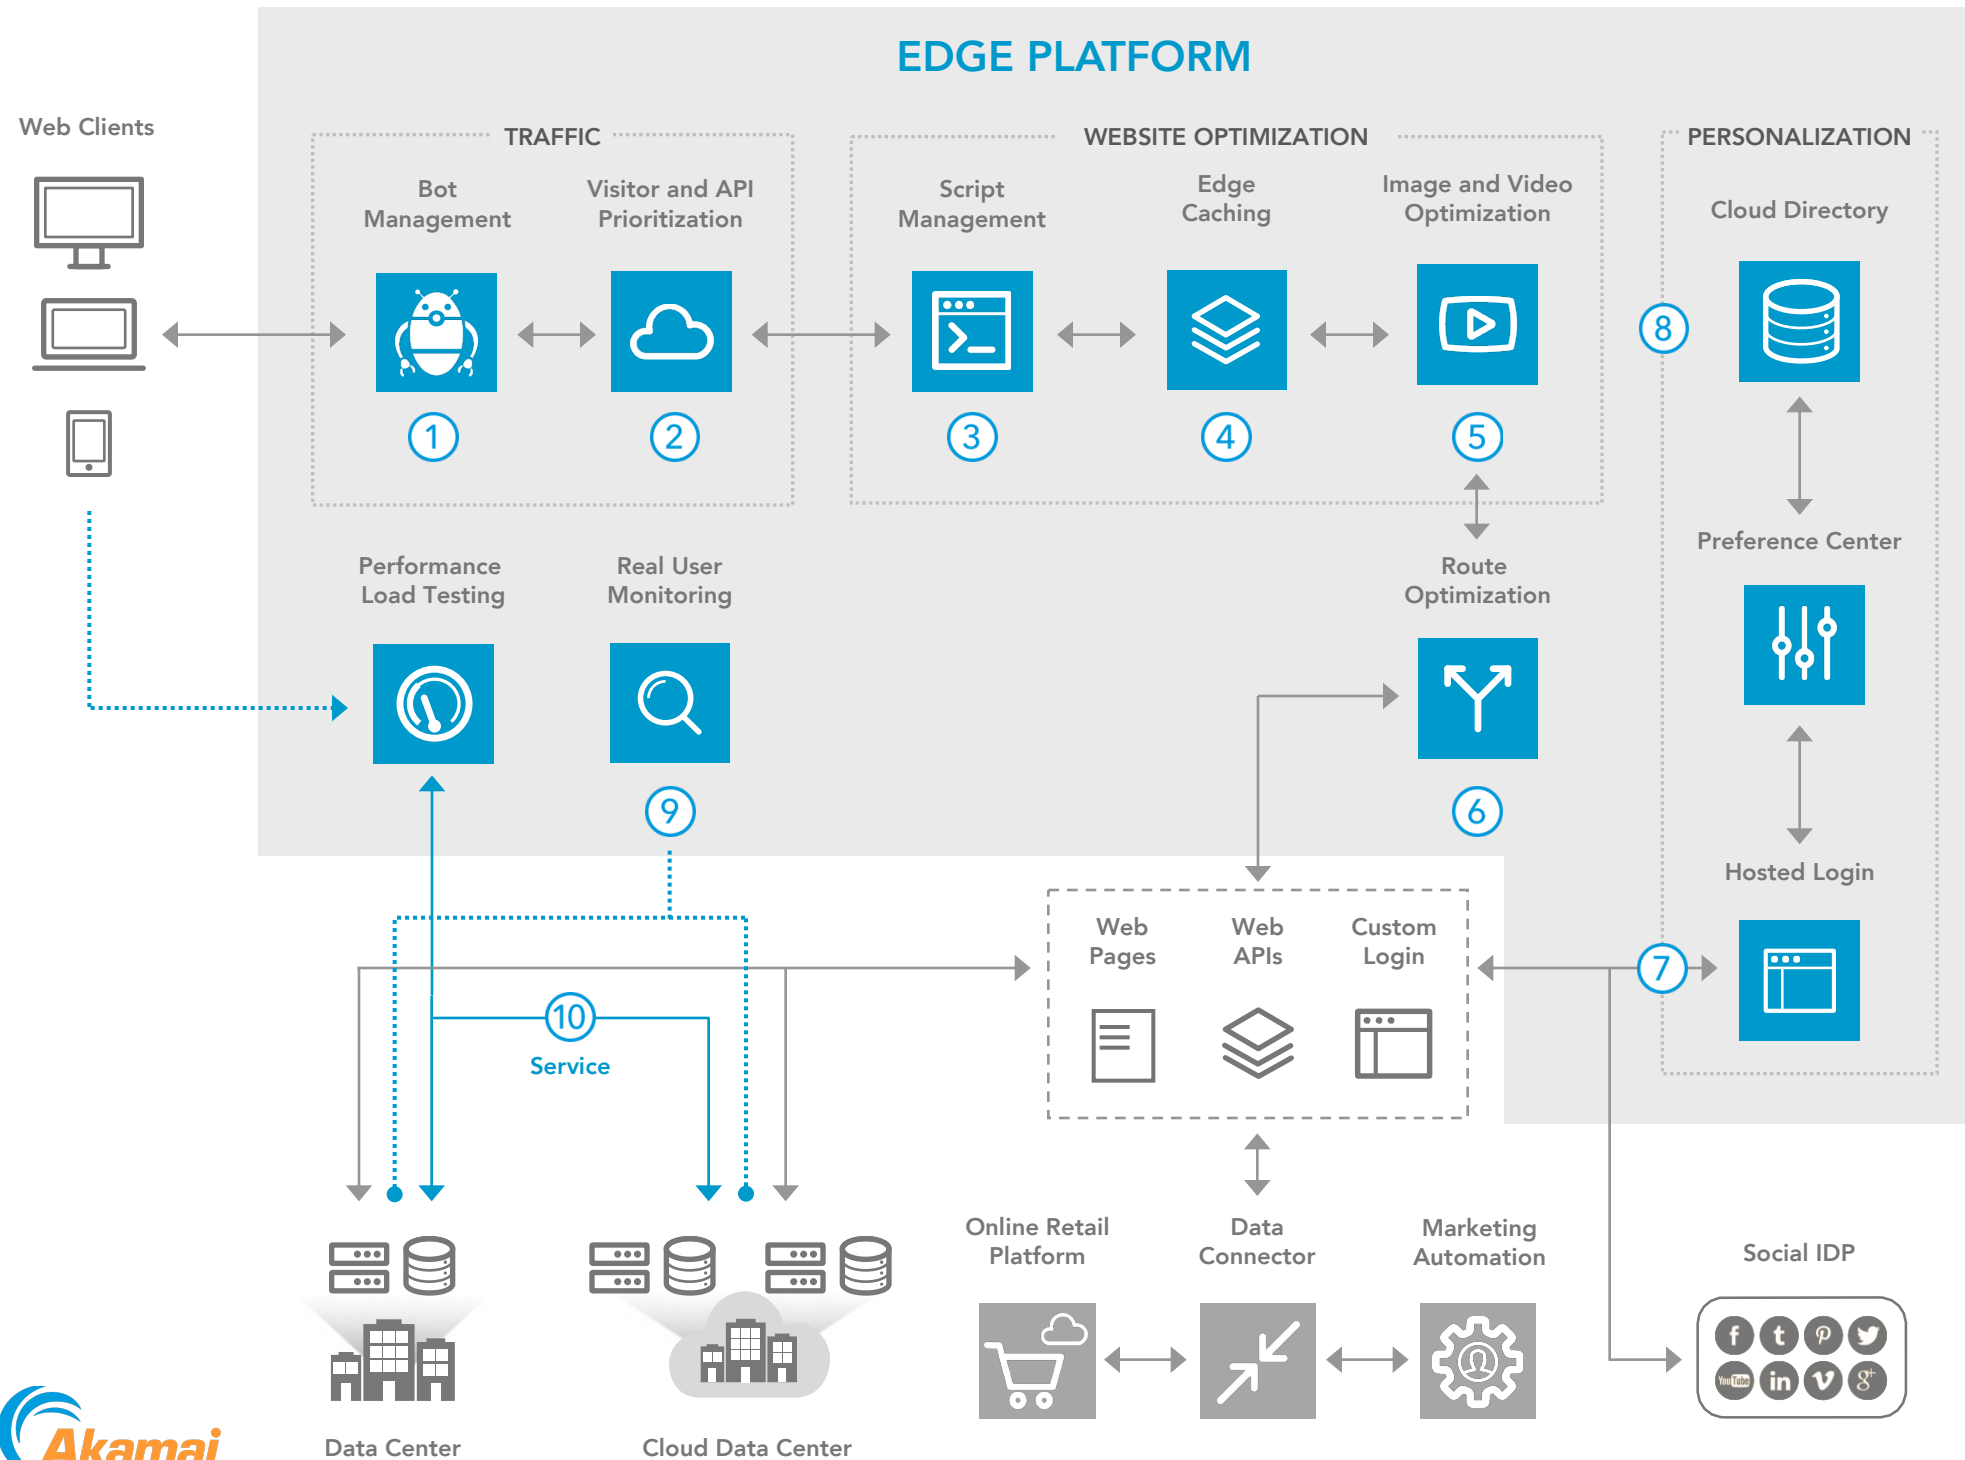 EDGE PLATFORM
Web Clients
TRAFFIC
WEBSITE OPTIMIZATION
PERSONALIZATION
Bot
Management
Visitor and API
Prioritization
Script
Management
Edge
Caching
Image and Video
Optimization
Cloud Directory
8
1
2
3
4
5
Preference Center
Performance
Load Testing
Real User
Monitoring
Route
Optimization
9
6
Hosted Login
Web
Pages
Web
APIs
Custom
Login
7
10
Service
Online Retail
Platform
Data
Connector
Marketing
Automation
Social IDP
f t p
You Tube in v g+
Data Center
Cloud Data Center
Akamai